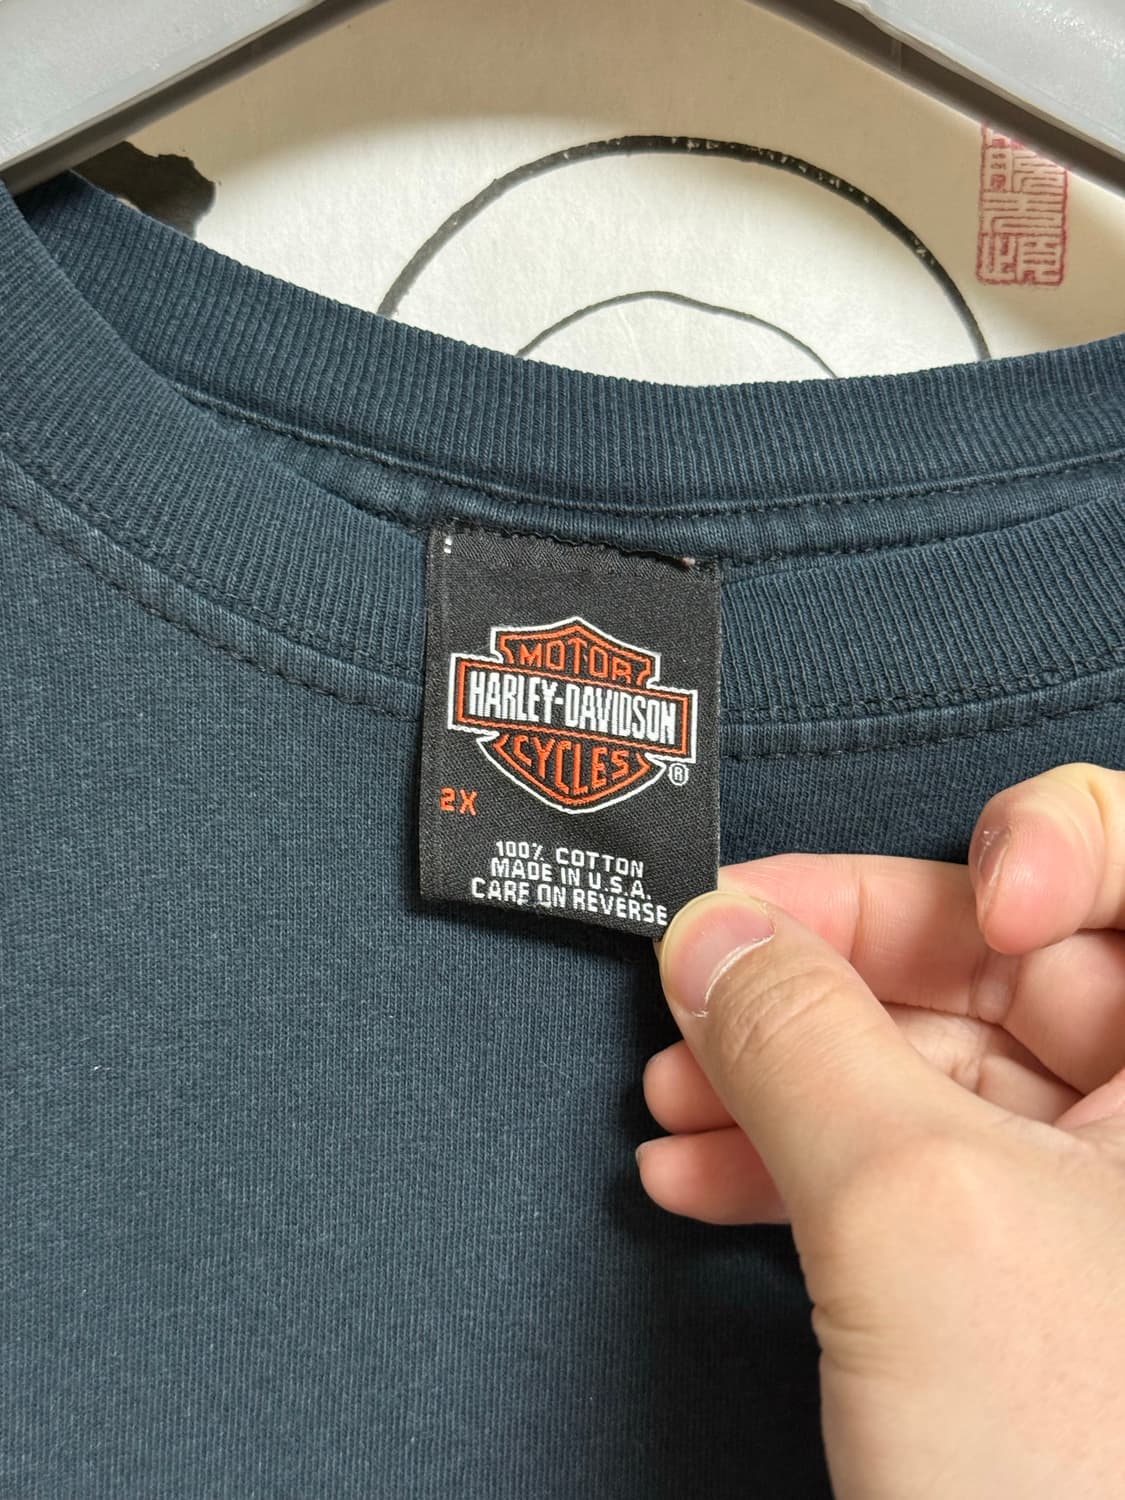 MOTOR
HARLEY-DAVIDSON
CYCLES
®
2X
100% COTTON
MADE IN U.S.A.
CARE ON REVERSE